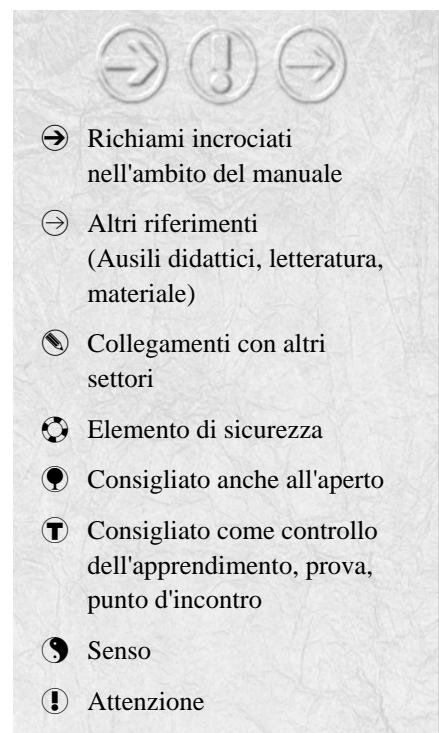 Richiami incrociati
nell'ambito del manuale
Altri riferimenti
(Ausili didattici, letteratura,
materiale)
Collegamenti con altri
settori
Elemento di sicurezza
Consigliato anche all'aperto
T Consigliato come controllo
dell'apprendimento, prova,
punto d'incontro
Senso
! Attenzione